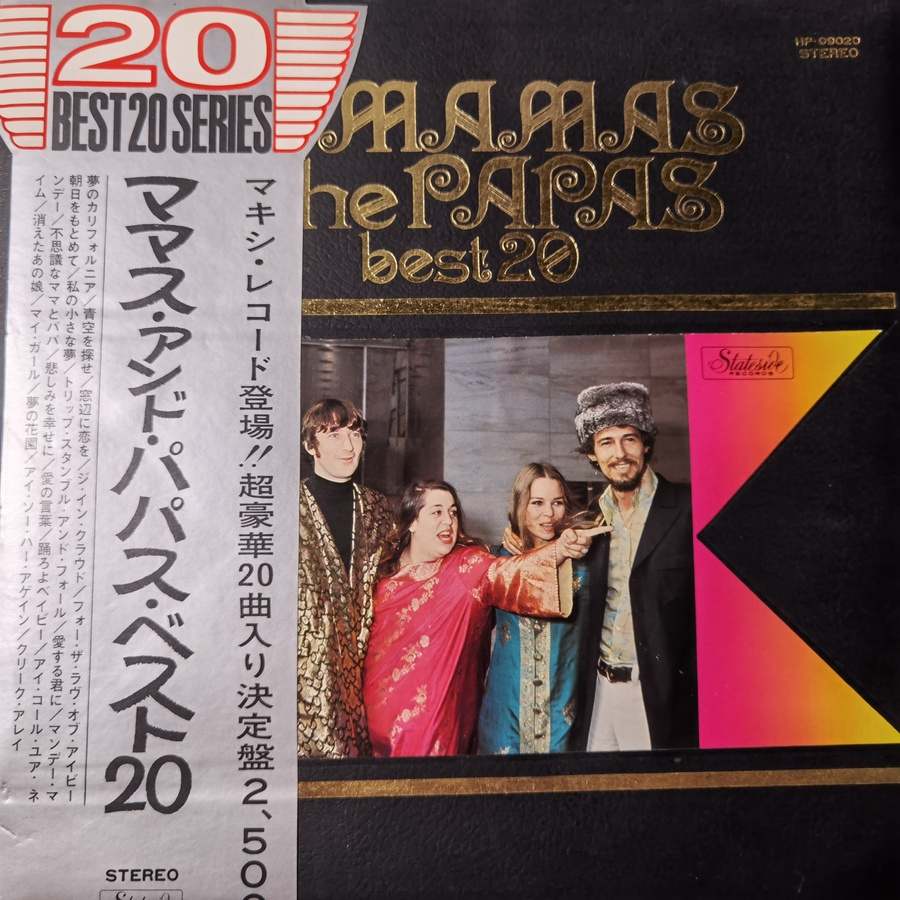 20
BEST20SERIES
HP-09020
STEREO
MAMAS
he PAPAS
best 20
Stateside
RECORDS
マキシ・レコード登場!!超豪華20曲入り決定盤2、500
ママス・アンド・パパス・ベスト20
夢のカリフォルニア/青空を探せ/窓辺に恋を/ジ・イン・クラウド/フォー・ザ・ラヴ・オブ・アイビー
朝日をもとめて/私の小さな夢/トリップ・スタンブル・アンド・フォール/愛する君に/マンデー・マ
ンデー/不思議なママとパパ/悲しみを幸せに/愛の言葉/踊ろよベイビー/アイ・コール・ユア・ネ
イム/消えたあの娘/マイ・ガール/夢の花園/アイ・ソー・ハー・アゲイン/クリーク・アレイ
STEREO